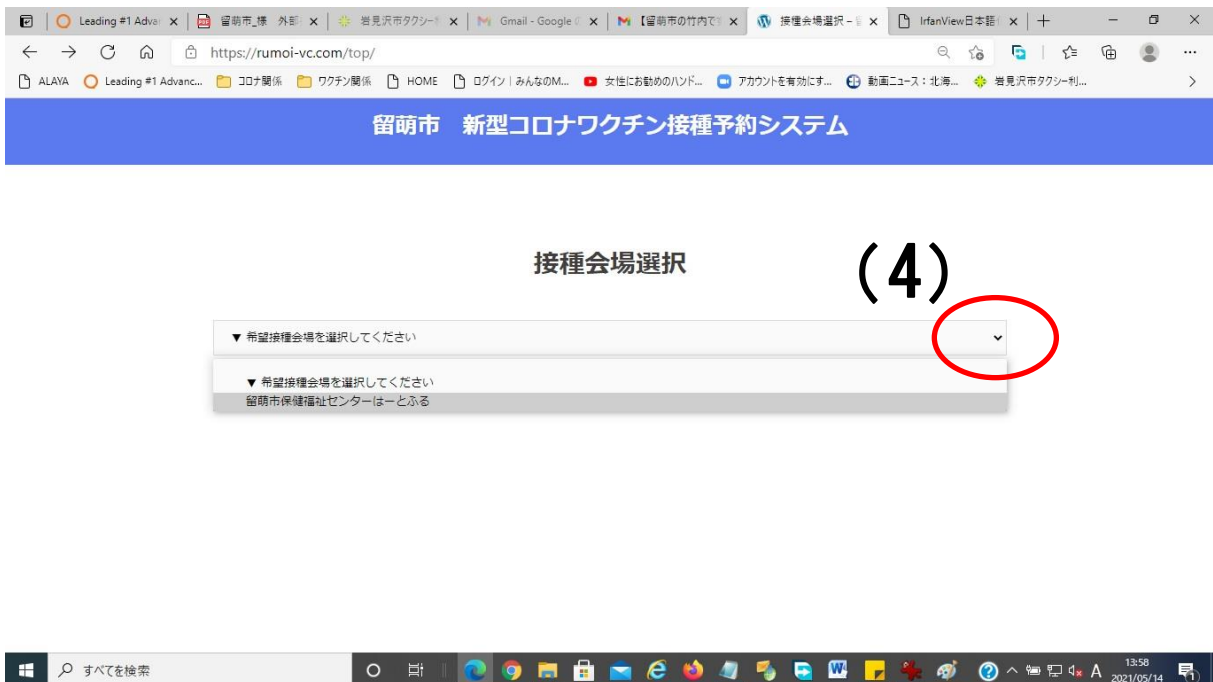 Leading #1 Adva
留萌市_様 外部
岩見沢市タクシー
Gmail - Google
【留萌市の竹内で
接種会場選択 –
IrfanView日本語
https://rumoi-vc.com/top/
ALAYA
Leading #1 Advanc...
コロナ関係
ワクチン関係
HOME
ログイン | みんなのM...
女性にお勧めのハンド...
アカウントを有効にす...
動画ニュース：北海...
岩見沢市タクシー利...
留萌市　新型コロナワクチン接種予約システム
接種会場選択
(4)
▼ 希望接種会場を選択してください
▼ 希望接種会場を選択してください
留萌市保健福祉センターはーとふる
すべてを検索
A
13:58
2021/05/14